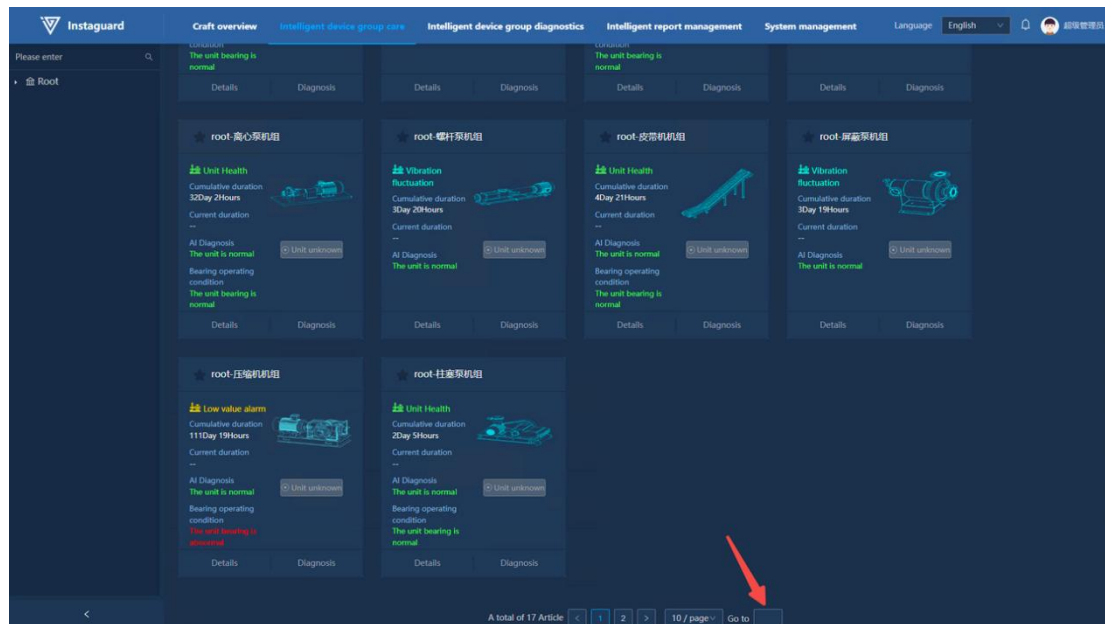 Instaguard
Craft overview
Intelligent device group care
Intelligent device group diagnostics
Intelligent report management
System management
Language
English
超级管理员
Please enter
Root
condition
The unit bearing is
normal
condition
The unit bearing is
normal
Details Diagnosis
Details Diagnosis
Details Diagnosis
Details Diagnosis
root-离心泵机组
Unit Health
Cumulative duration
32Day 2Hours
Current duration
--
AI Diagnosis
The unit is normal
Unit unknown
Bearing operating
condition
The unit bearing is
normal
Details Diagnosis
root-螺杆泵机组
Vibration
fluctuation
Cumulative duration
3Day 20Hours
Current duration
--
AI Diagnosis
The unit is normal
Unit unknown
Details Diagnosis
root-皮带机机组
Unit Health
Cumulative duration
4Day 21Hours
Current duration
--
AI Diagnosis
The unit is normal
Unit unknown
Bearing operating
condition
The unit bearing is
normal
Details Diagnosis
root-屏蔽泵机组
Vibration
fluctuation
Cumulative duration
3Day 19Hours
Current duration
--
AI Diagnosis
The unit is normal
Unit unknown
Details Diagnosis
root-压缩机机组
Low value alarm
Cumulative duration
111Day 19Hours
Current duration
--
AI Diagnosis
The unit is normal
Unit unknown
Bearing operating
condition
The unit bearing is
abnormal
Details Diagnosis
root-柱塞泵机组
Unit Health
Cumulative duration
2Day 5Hours
Current duration
--
AI Diagnosis
The unit is normal
Unit unknown
Bearing operating
condition
The unit bearing is
normal
Details Diagnosis
A total of 17 Article < 1 2 > 10 / page Go to